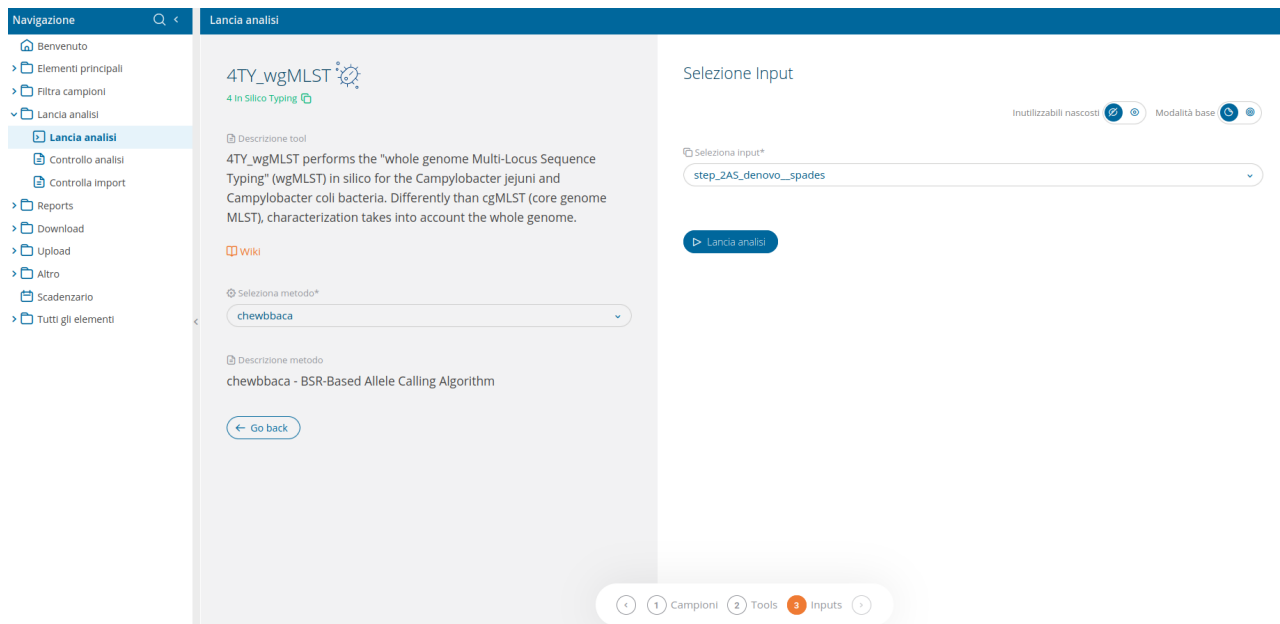 Navigazione
Benvenuto
Elementi principali
Filtra campioni
Lancia analisi
Lancia analisi
Controllo analisi
Controlla import
Reports
Download
Upload
Altro
Scadenzario
Tutti gli elementi
Lancia analisi
4TY_wgMLST
4 In Silico Typing
Descrizione tool
4TY_wgMLST performs the "whole genome Multi-Locus Sequence
Typing" (wgMLST) in silico for the Campylobacter jejuni and
Campylobacter coli bacteria. Differently than cgMLST (core genome
MLST), characterization takes into account the whole genome.
Wiki
Seleziona metodo*
chewbbaca
Descrizione metodo
chewbbaca - BSR-Based Allele Calling Algorithm
Go back
Selezione Input
Inutilizzabili nascosti
Modalità base
Seleziona input*
step_2AS_denovo__spades
Lancia analisi
1 Campioni 2 Tools 3 Inputs